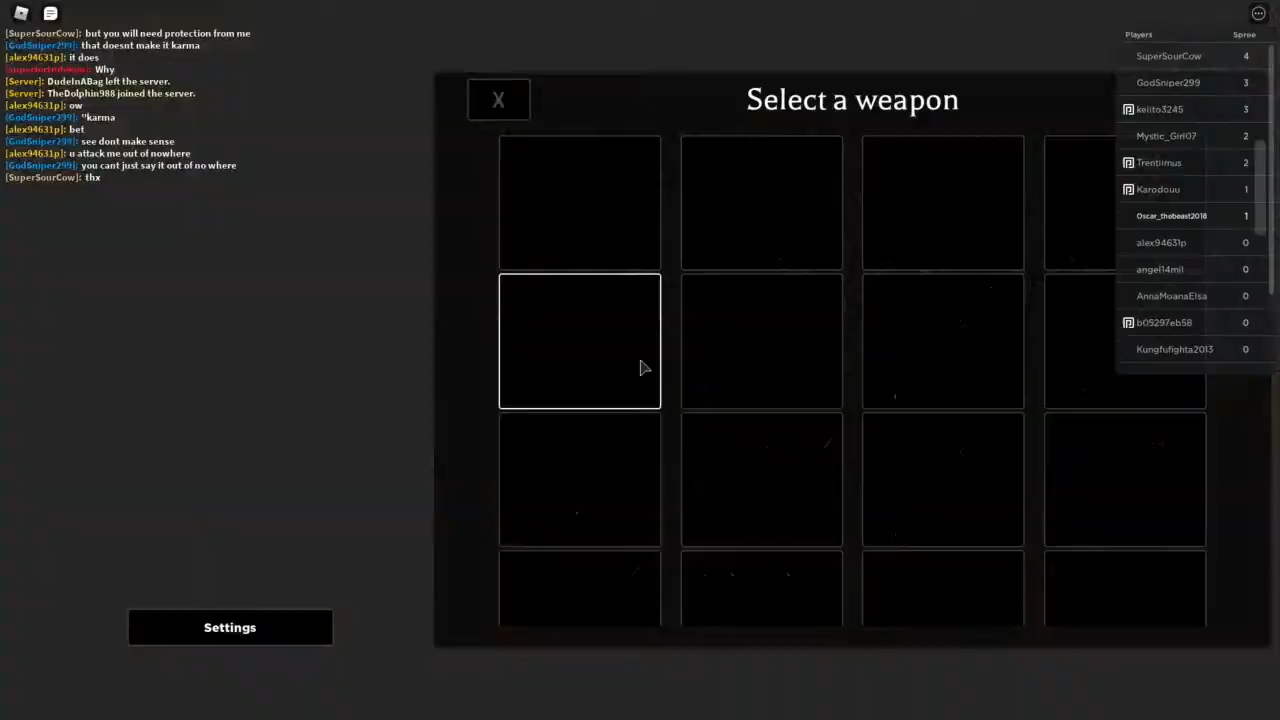 [SuperSourCow]: but you will need protection from me
[GodSniper299]: that doesnt make it karma
[alex94631p]: it does
Why
[Server]: DudeInABag left the server.
[Server]: TheDolphin988 joined the server.
[alex94631p]: ow
[GodSniper299]: "karma
[alex94631p]: bet
[GodSniper299]: see dont make sense
[alex94631p]: u attack me out of nowhere
[GodSniper299]: you cant just say it out of no where
[SuperSourCow]: thx
X
Select a weapon
Settings
Players Spree
SuperSourCow 4
GodSniper299 3
kelito3245 3
Mystic_Girl07 2
Trentiimus 2
Karodouu 1
Oscar_thebeast2018 1
alex94631p 0
angel14mil 0
AnnaMoanaElsa 0
b05297eb58 0
Kungfufighta2013 0